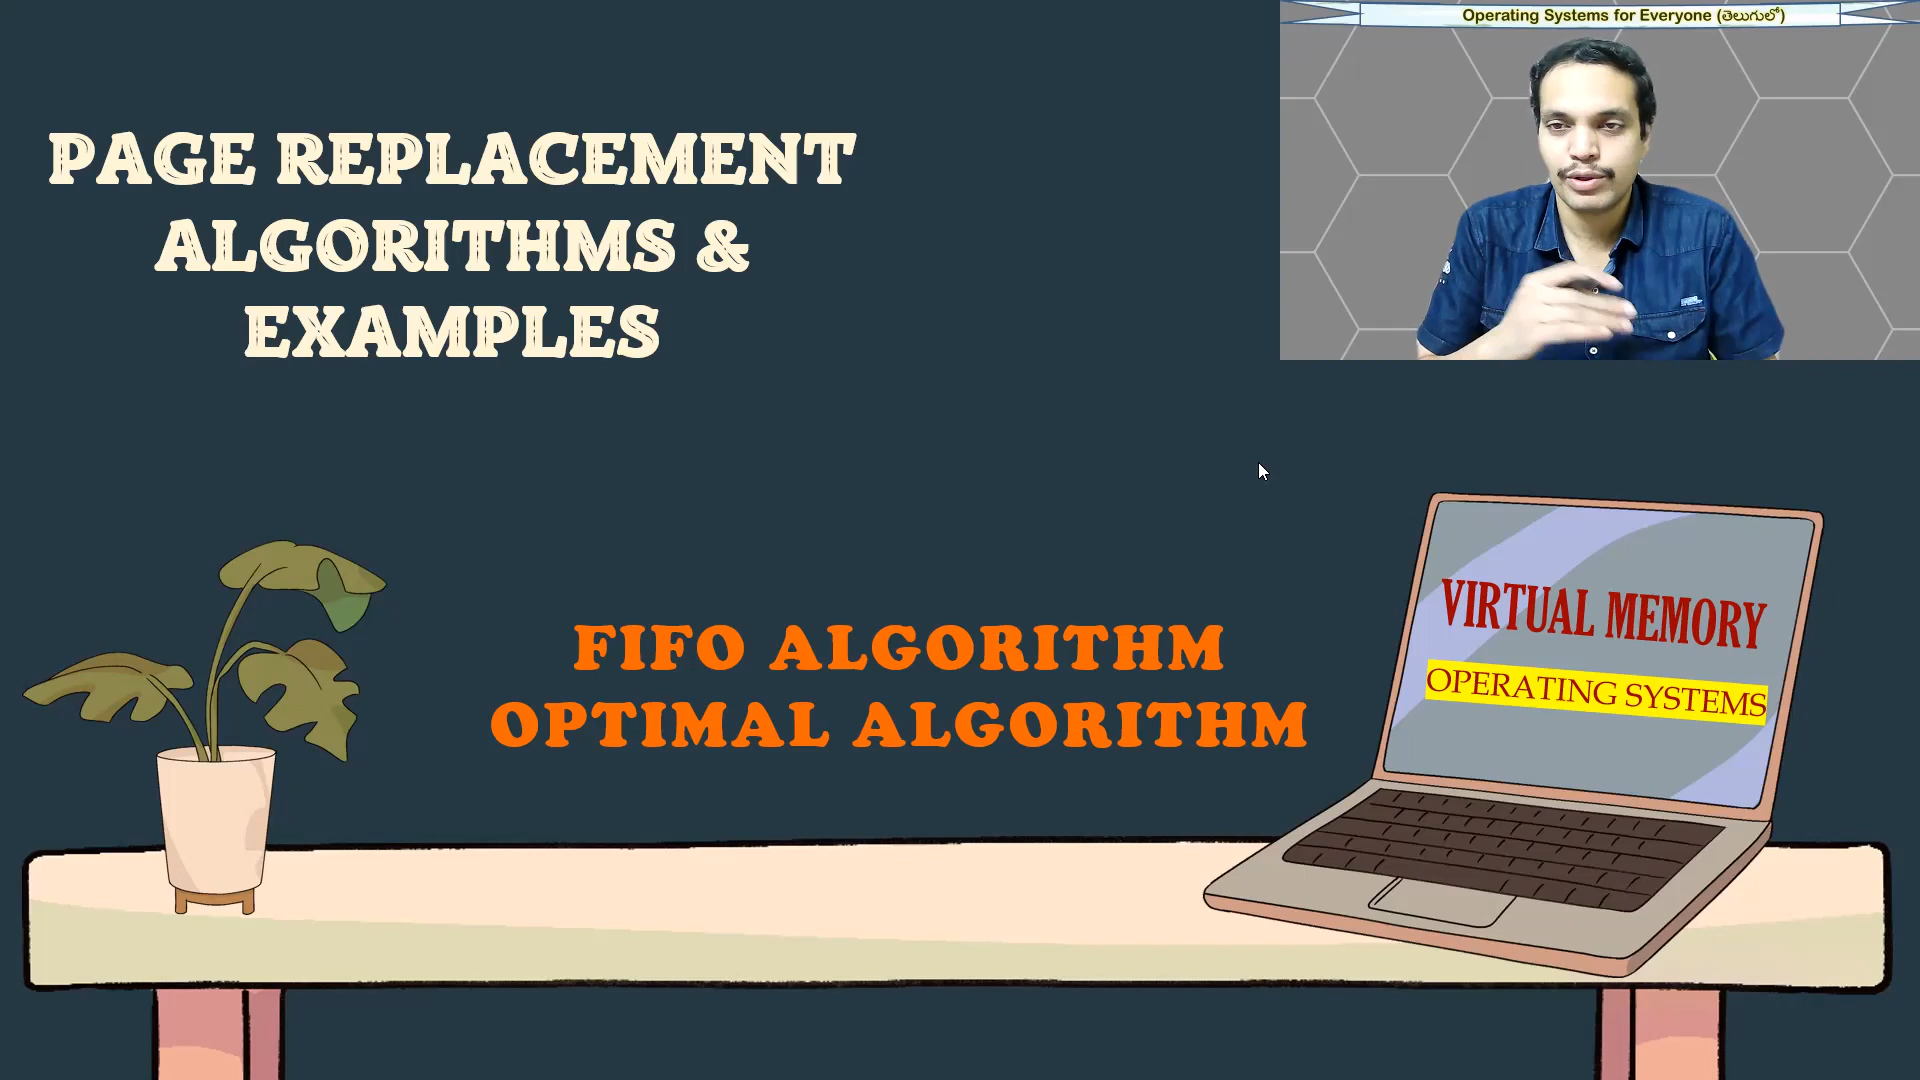 Operating Systems for Everyone (తెలుగులో)
PAGE REPLACEMENT
ALGORITHMS &
EXAMPLES
FIFO ALGORITHM
OPTIMAL ALGORITHM
VIRTUAL MEMORY
OPERATING SYSTEMS